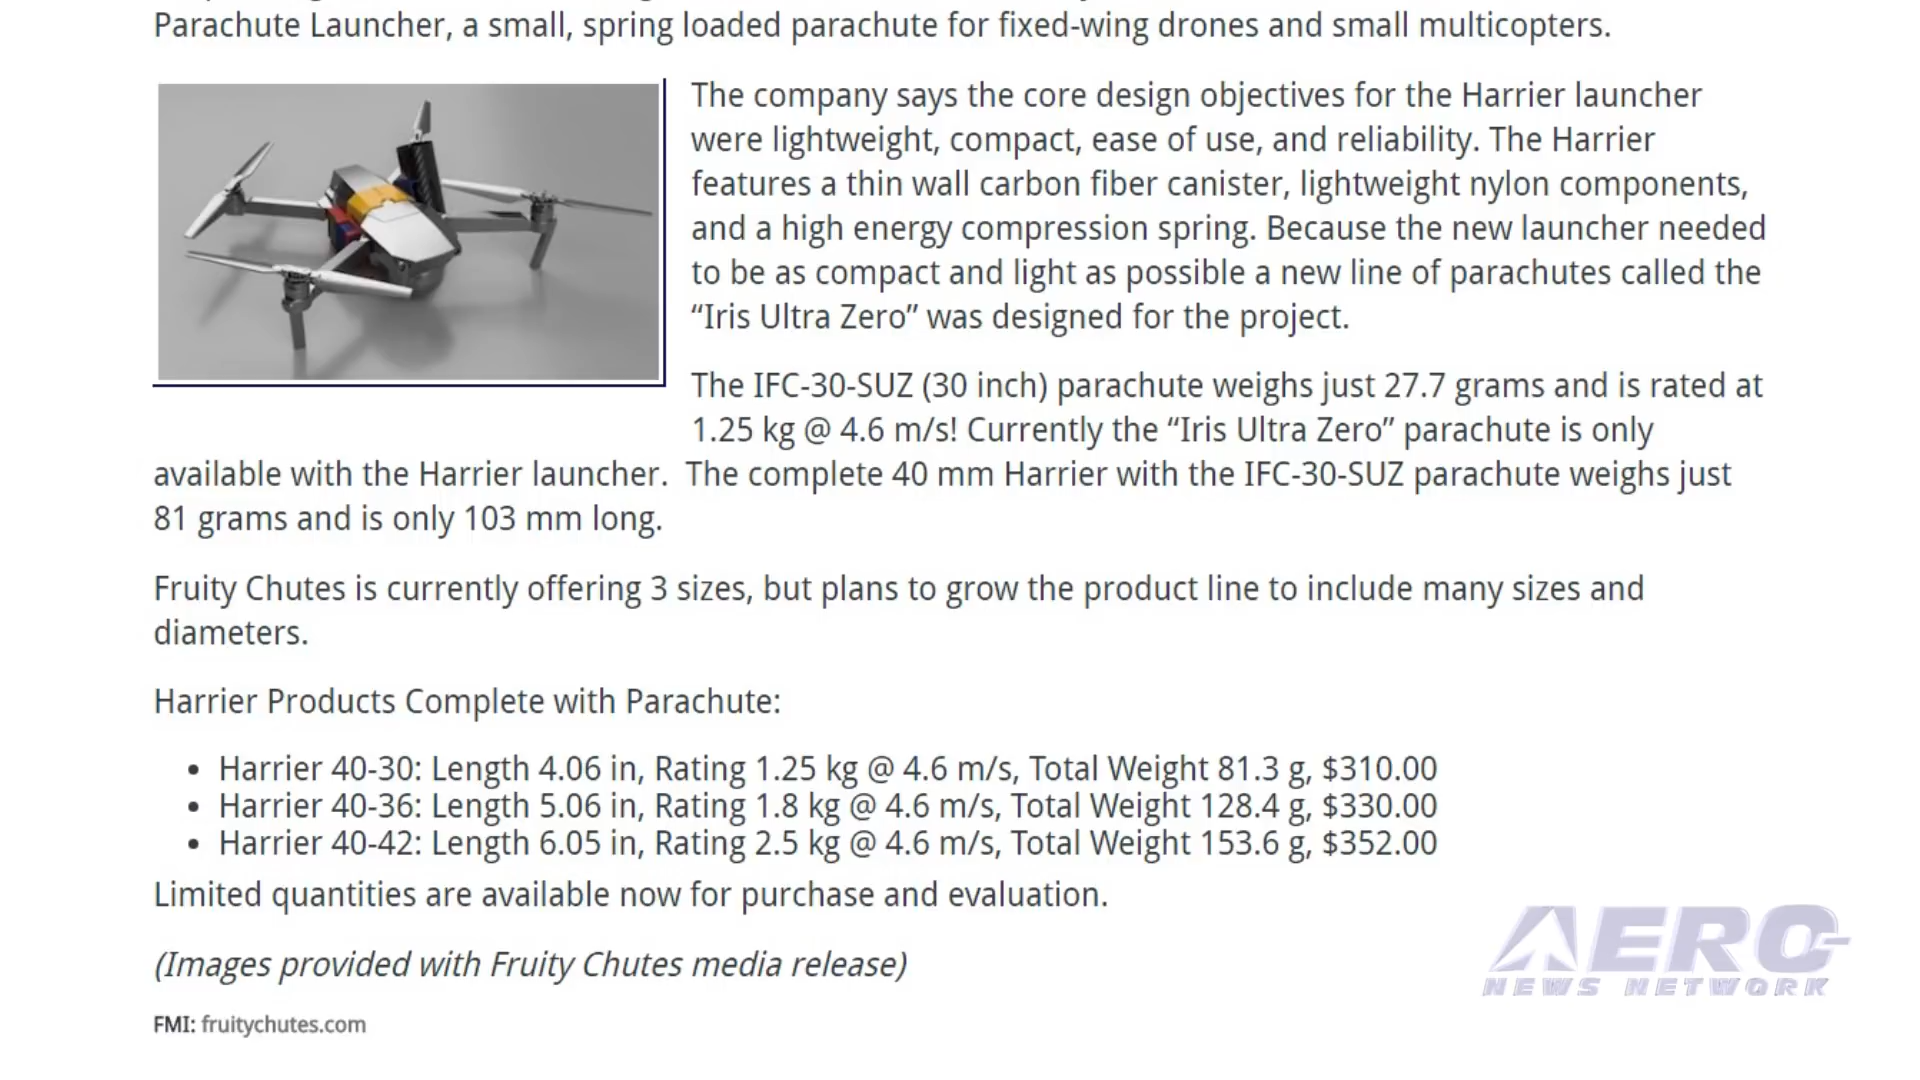 Parachute Launcher, a small, spring loaded parachute for fixed-wing drones and small multicopters.
The company says the core design objectives for the Harrier launcher
were lightweight, compact, ease of use, and reliability. The Harrier
features a thin wall carbon fiber canister, lightweight nylon components,
and a high energy compression spring. Because the new launcher needed
to be as compact and light as possible a new line of parachutes called the
“Iris Ultra Zero” was designed for the project.
The IFC-30-SUZ (30 inch) parachute weighs just 27.7 grams and is rated at
1.25 kg @ 4.6 m/s! Currently the “Iris Ultra Zero” parachute is only
available with the Harrier launcher.  The complete 40 mm Harrier with the IFC-30-SUZ parachute weighs just
81 grams and is only 103 mm long.
Fruity Chutes is currently offering 3 sizes, but plans to grow the product line to include many sizes and
diameters.
Harrier Products Complete with Parachute:
• Harrier 40-30: Length 4.06 in, Rating 1.25 kg @ 4.6 m/s, Total Weight 81.3 g, $310.00
• Harrier 40-36: Length 5.06 in, Rating 1.8 kg @ 4.6 m/s, Total Weight 128.4 g, $330.00
• Harrier 40-42: Length 6.05 in, Rating 2.5 kg @ 4.6 m/s, Total Weight 153.6 g, $352.00
Limited quantities are available now for purchase and evaluation.
(Images provided with Fruity Chutes media release)
FMI: fruitychutes.com
AERO
NEWS NETWORK